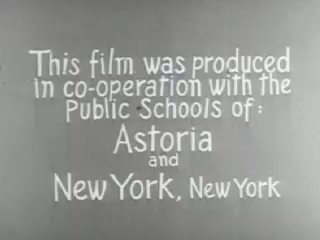 This film was produced
in co-operation with the
Public Schools of:
Astoria
and
New York, New York